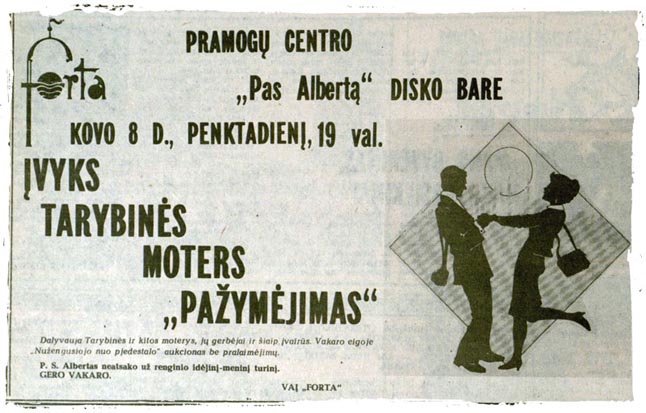 Forta
PRAMOGŲ CENTRO
„Pas Albertą“ DISKO BARE
KOVO 8 D., PENKTADIENĮ, 19 val.
ĮVYKS
TARYBINĖS
MOTERS
„PAŽYMĖJIMAS“
Dalyvauja Tarybinės ir kitos moterys, jų gerbėjai ir šiaip įvairūs. Vakaro eigoje
„Nužengusiojo nuo pjedestalo“ aukcionas be pralaimėjimų.
P. S. Albertas neatsako už renginio idėjinį-meninį turinį.
GERO VAKARO.
VAĮ „FORTA“